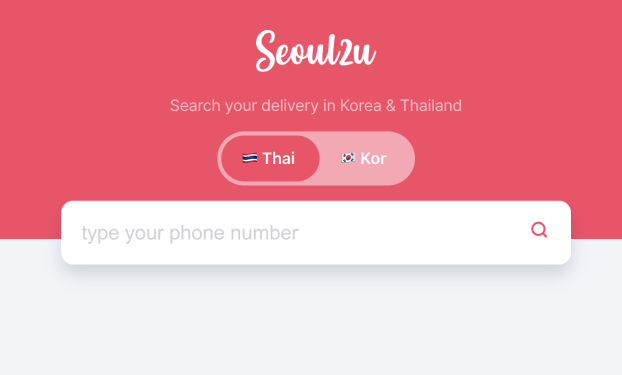 Seoul2u
Search your delivery in Korea & Thailand
Thai Kor
type your phone number